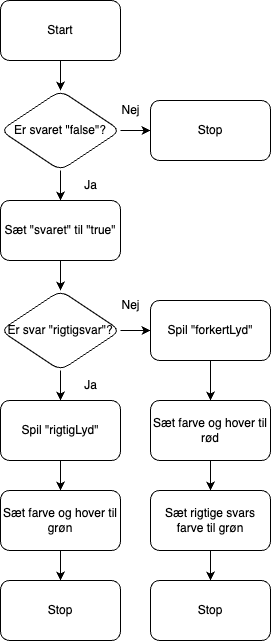 Start
Er svaret "false"?
Nej
Stop
Ja
Sæt "svaret" til "true"
Er svar "rigtigsvar"?
Nej
Spil "forkertLyd"
Ja
Spil "rigtigLyd"
Sæt farve og hover til
rød
Sæt farve og hover til
grøn
Sæt rigtige svars
farve til grøn
Stop
Stop